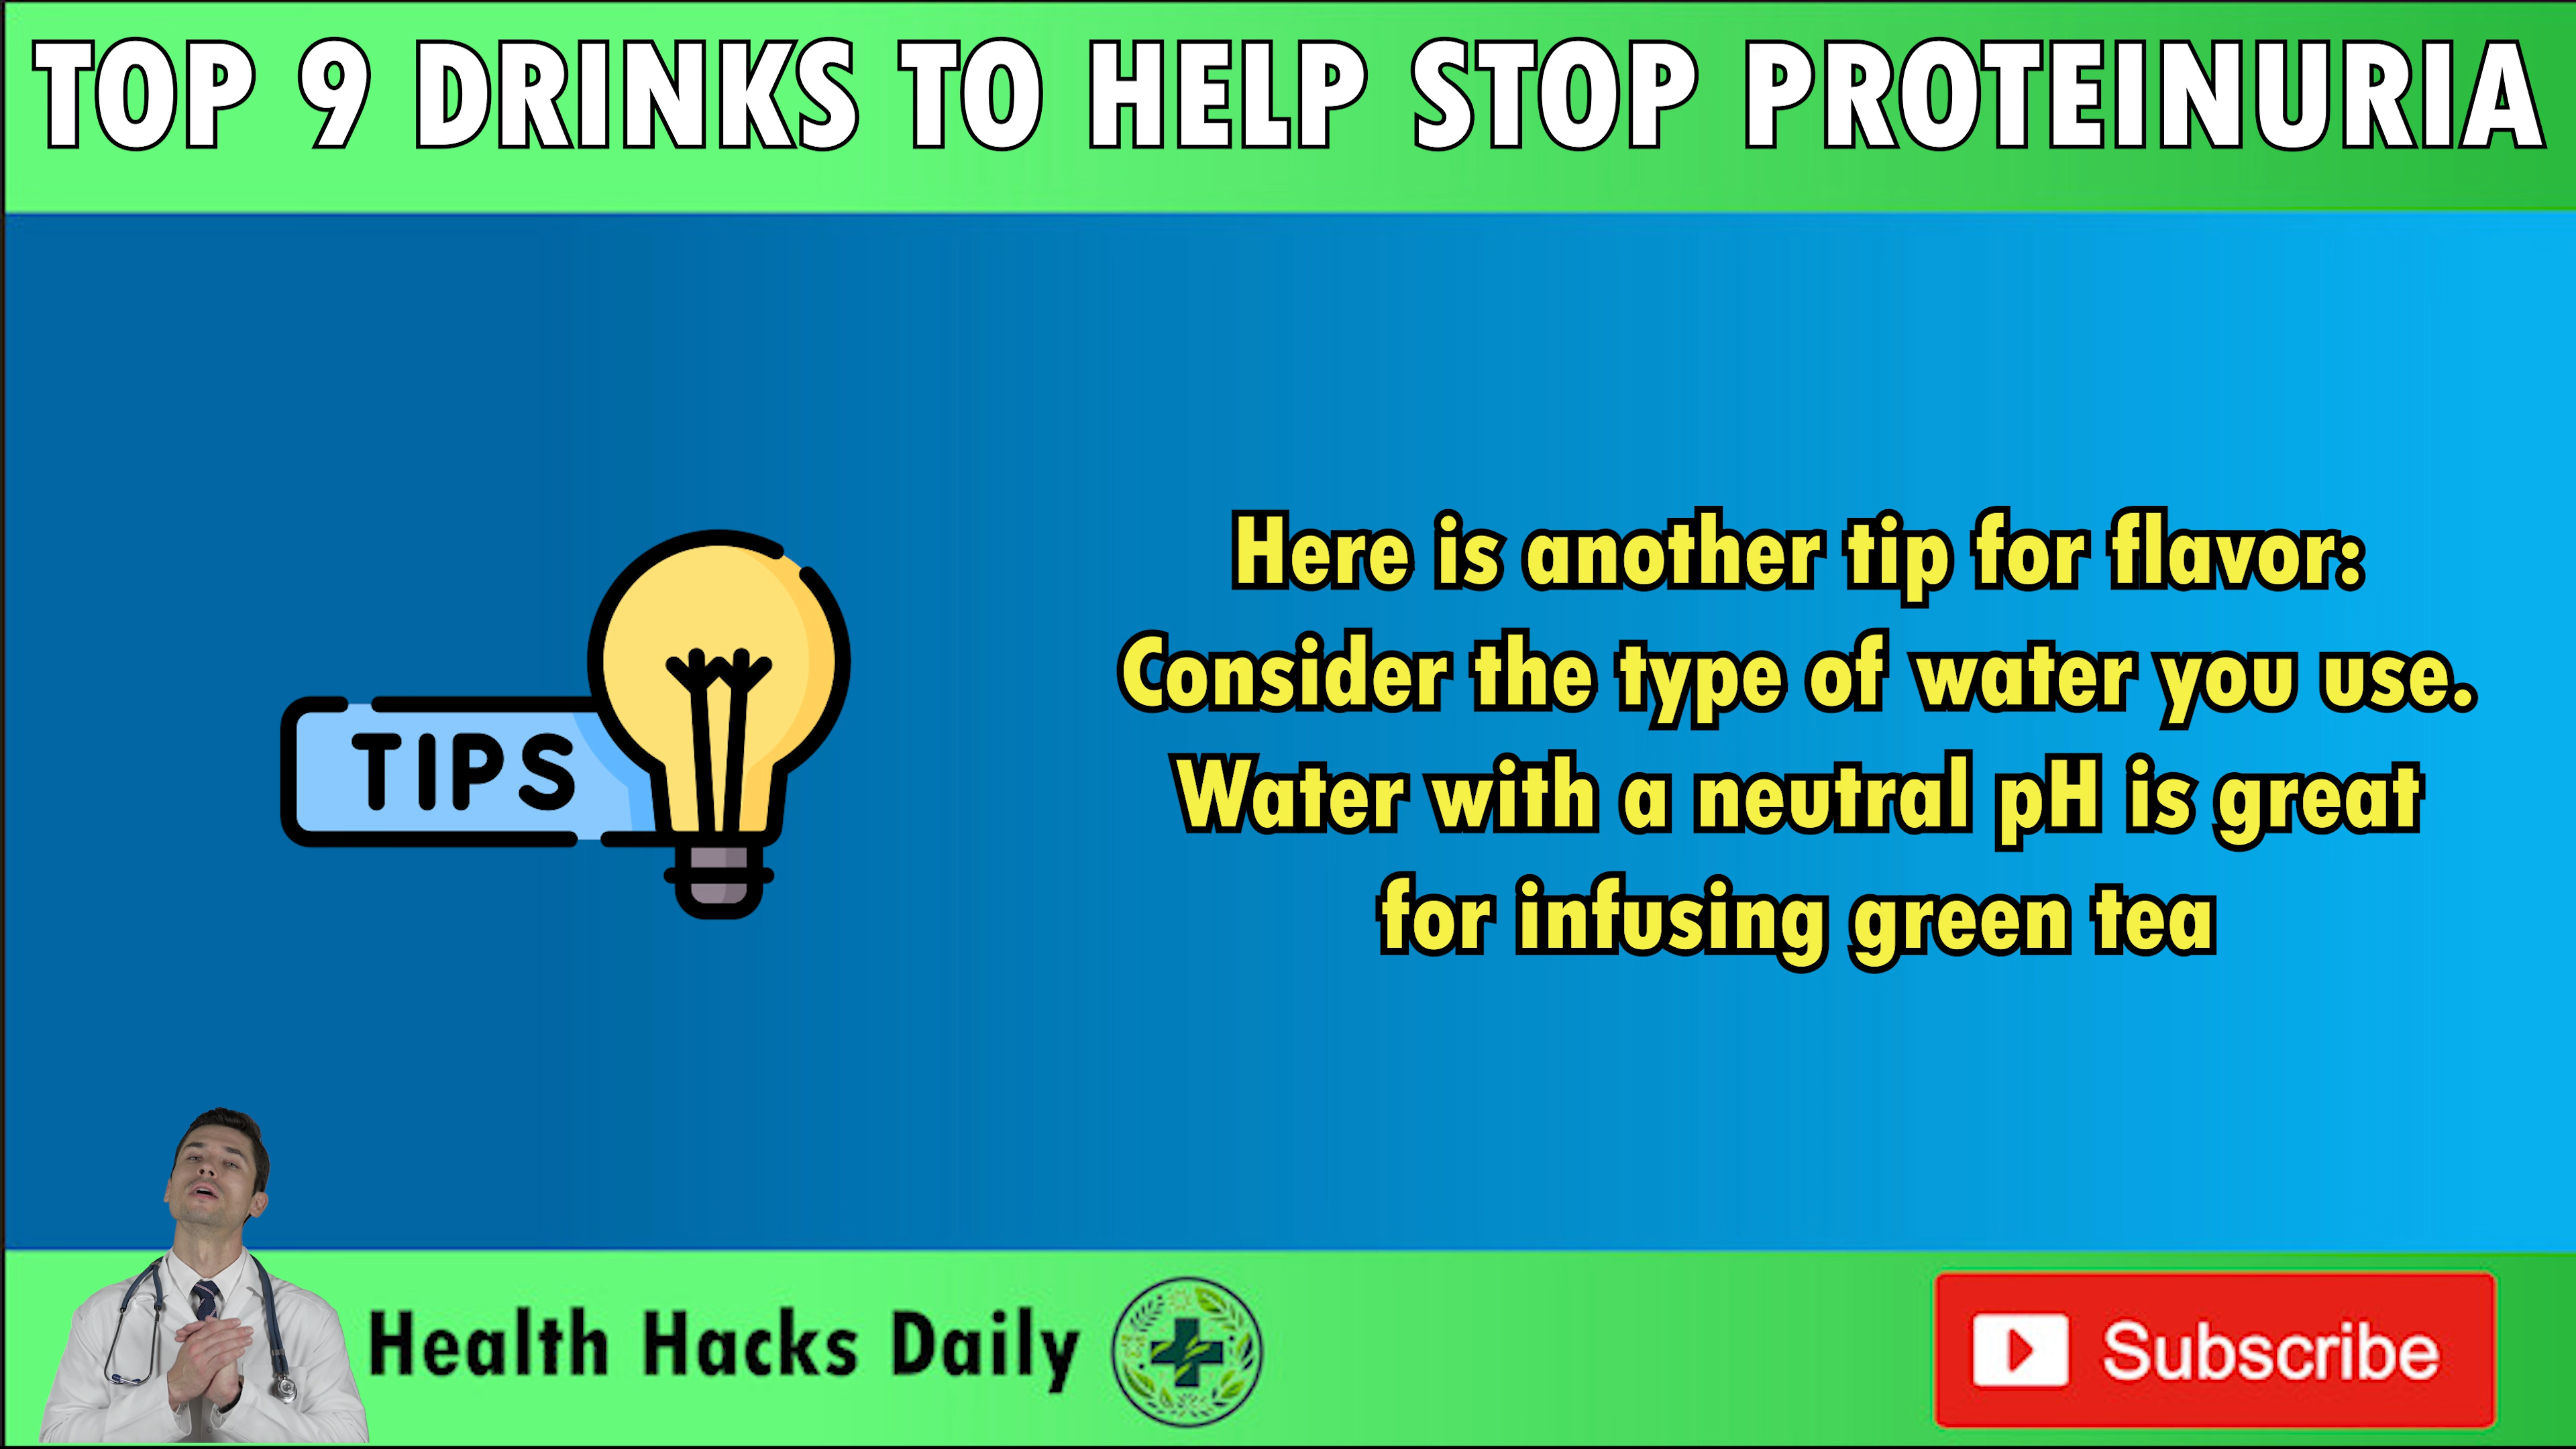 TOP 9 DRINKS TO HELP STOP PROTEINURIA
TIPS
Here is another tip for flavor:
Consider the type of water you use.
Water with a neutral pH is great
for infusing green tea
Health Hacks Daily
Subscribe